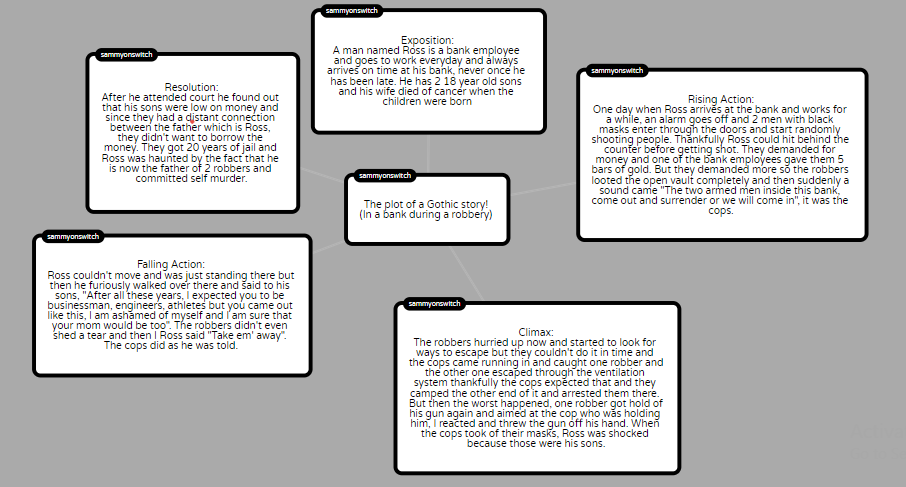 sammyonswitch
Exposition:
A man named Ross is a bank employee
and goes to work everyday and always
arrives on time at his bank, never once he
has been late. He has 2 18 year old sons
and his wife died of cancer when the
children were born
sammyonswitch
Resolution:
After he attended court he found out
that his sons were low on money and
since they had a distant connection
between the father which is Ross,
they didn't want to borrow the
money. They got 20 years of jail and
Ross was haunted by the fact that he
is now the father of 2 robbers and
committed self murder.
sammyonswitch
Rising Action:
One day when Ross arrives at the bank and works for
a while, an alarm goes off and 2 men with black
masks enter through the doors and start randomly
shooting people. Thankfully Ross could hit behind the
counter before getting shot. They demanded for
money and one of the bank employees gave them 5
bars of gold. But they demanded more so the robbers
looted the open vault completely and then suddenly a
sound came "The two armed men inside this bank,
come out and surrender or we will come in", it was the
cops.
sammyonswitch
The plot of a Gothic story!
(In a bank during a robbery)
sammyonswitch
Falling Action:
Ross couldn't move and was just standing there but
then he furiously walked over there and said to his
sons, "After all these years, I expected you to be
businessman, engineers, athletes but you came out
like this, I am ashamed of myself and I am sure that
your mom would be too". The robbers didn't even
shed a tear and then I Ross said "Take em' away".
The cops did as he was told.
sammyonswitch
Climax:
The robbers hurried up now and started to look for
ways to escape but they couldn't do it in time and
the cops came running in and caught one robber and
the other one escaped through the ventilation
system thankfully the cops expected that and they
camped the other end of it and arrested them there.
But then the worst happened, one robber got hold of
his gun again and aimed at the cop who was holding
him, I reacted and threw the gun off his hand. When
the cops took of their masks, Ross was shocked
because those were his sons.